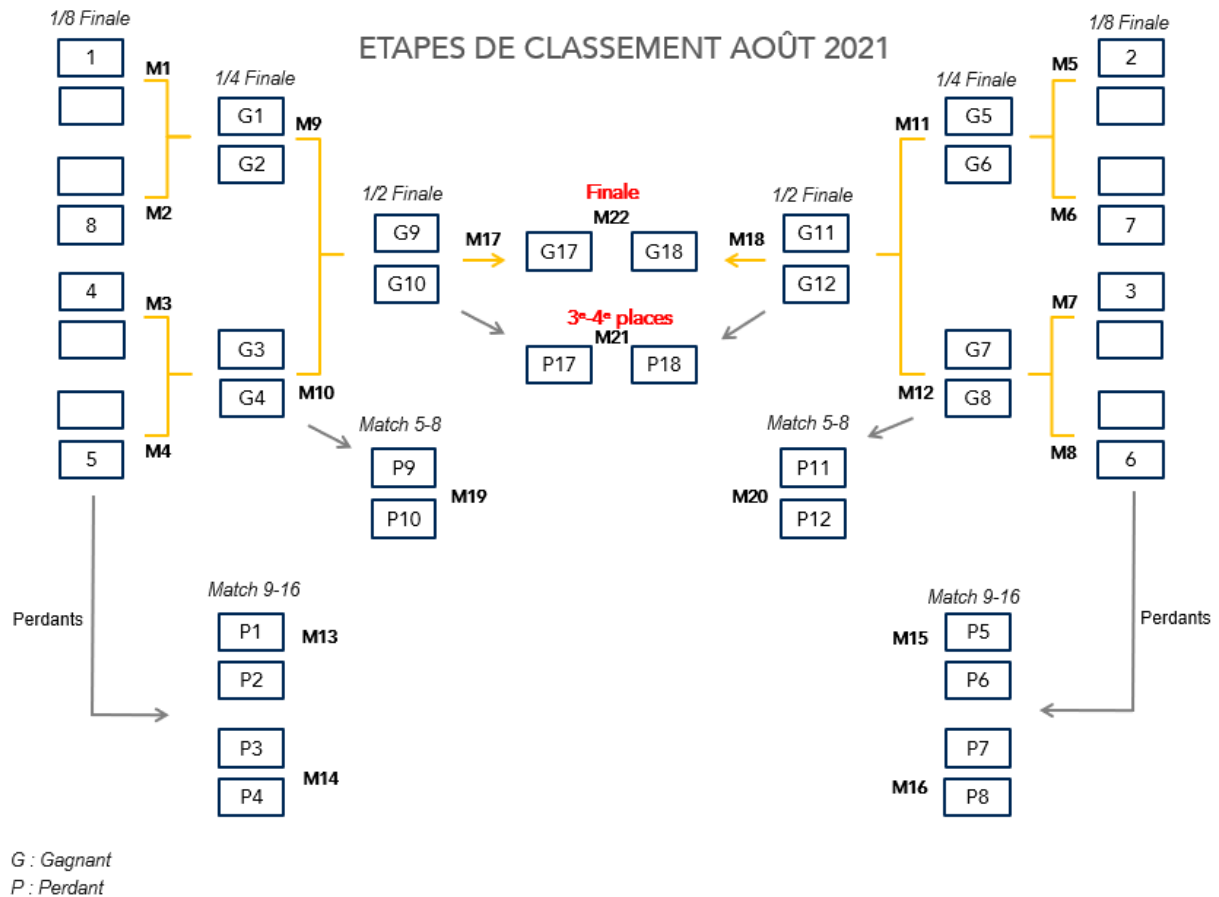 1/8 Finale
1/8 Finale
ETAPES DE CLASSEMENT AOÛT 2021
1
M1
M5
2
1/4 Finale
1/4 Finale
G1
M9
M11
G5
G2
G6
1/2 Finale
Finale
1/2 Finale
M2
M22
M6
8
G9
M17
G17
G18
M18
G11
7
G10
G12
4
M3
M7
3
3e-4e places
M21
G3
P17
P18
G7
G4
M10
M12
G8
Match 5-8
Match 5-8
M4
M8
5
P9
P11
6
M19
M20
P10
P12
Match 9-16
Match 9-16
Perdants
P1
M13
M15
P5
Perdants
P2
P6
P3
P7
M14
M16
P4
P8
G : Gagnant
P : Perdant